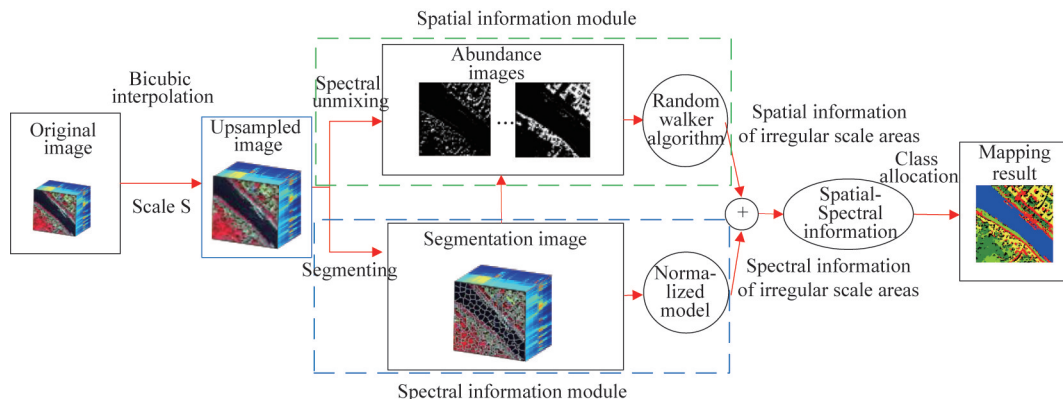 Spatial information module
Bicubic
interpolation
Original
image
Scale S
Upsampled
image
Spectral
unmixing
Segmenting
Abundance
images
...
Segmentation image
Random
walker
algorithm
Norma-
lized
model
Spatial information
of irregular scale areas
+
Spectral information
of irregular scale areas
Spatial-
Spectral
information
Class
allocation
Mapping
result
Spectral information module